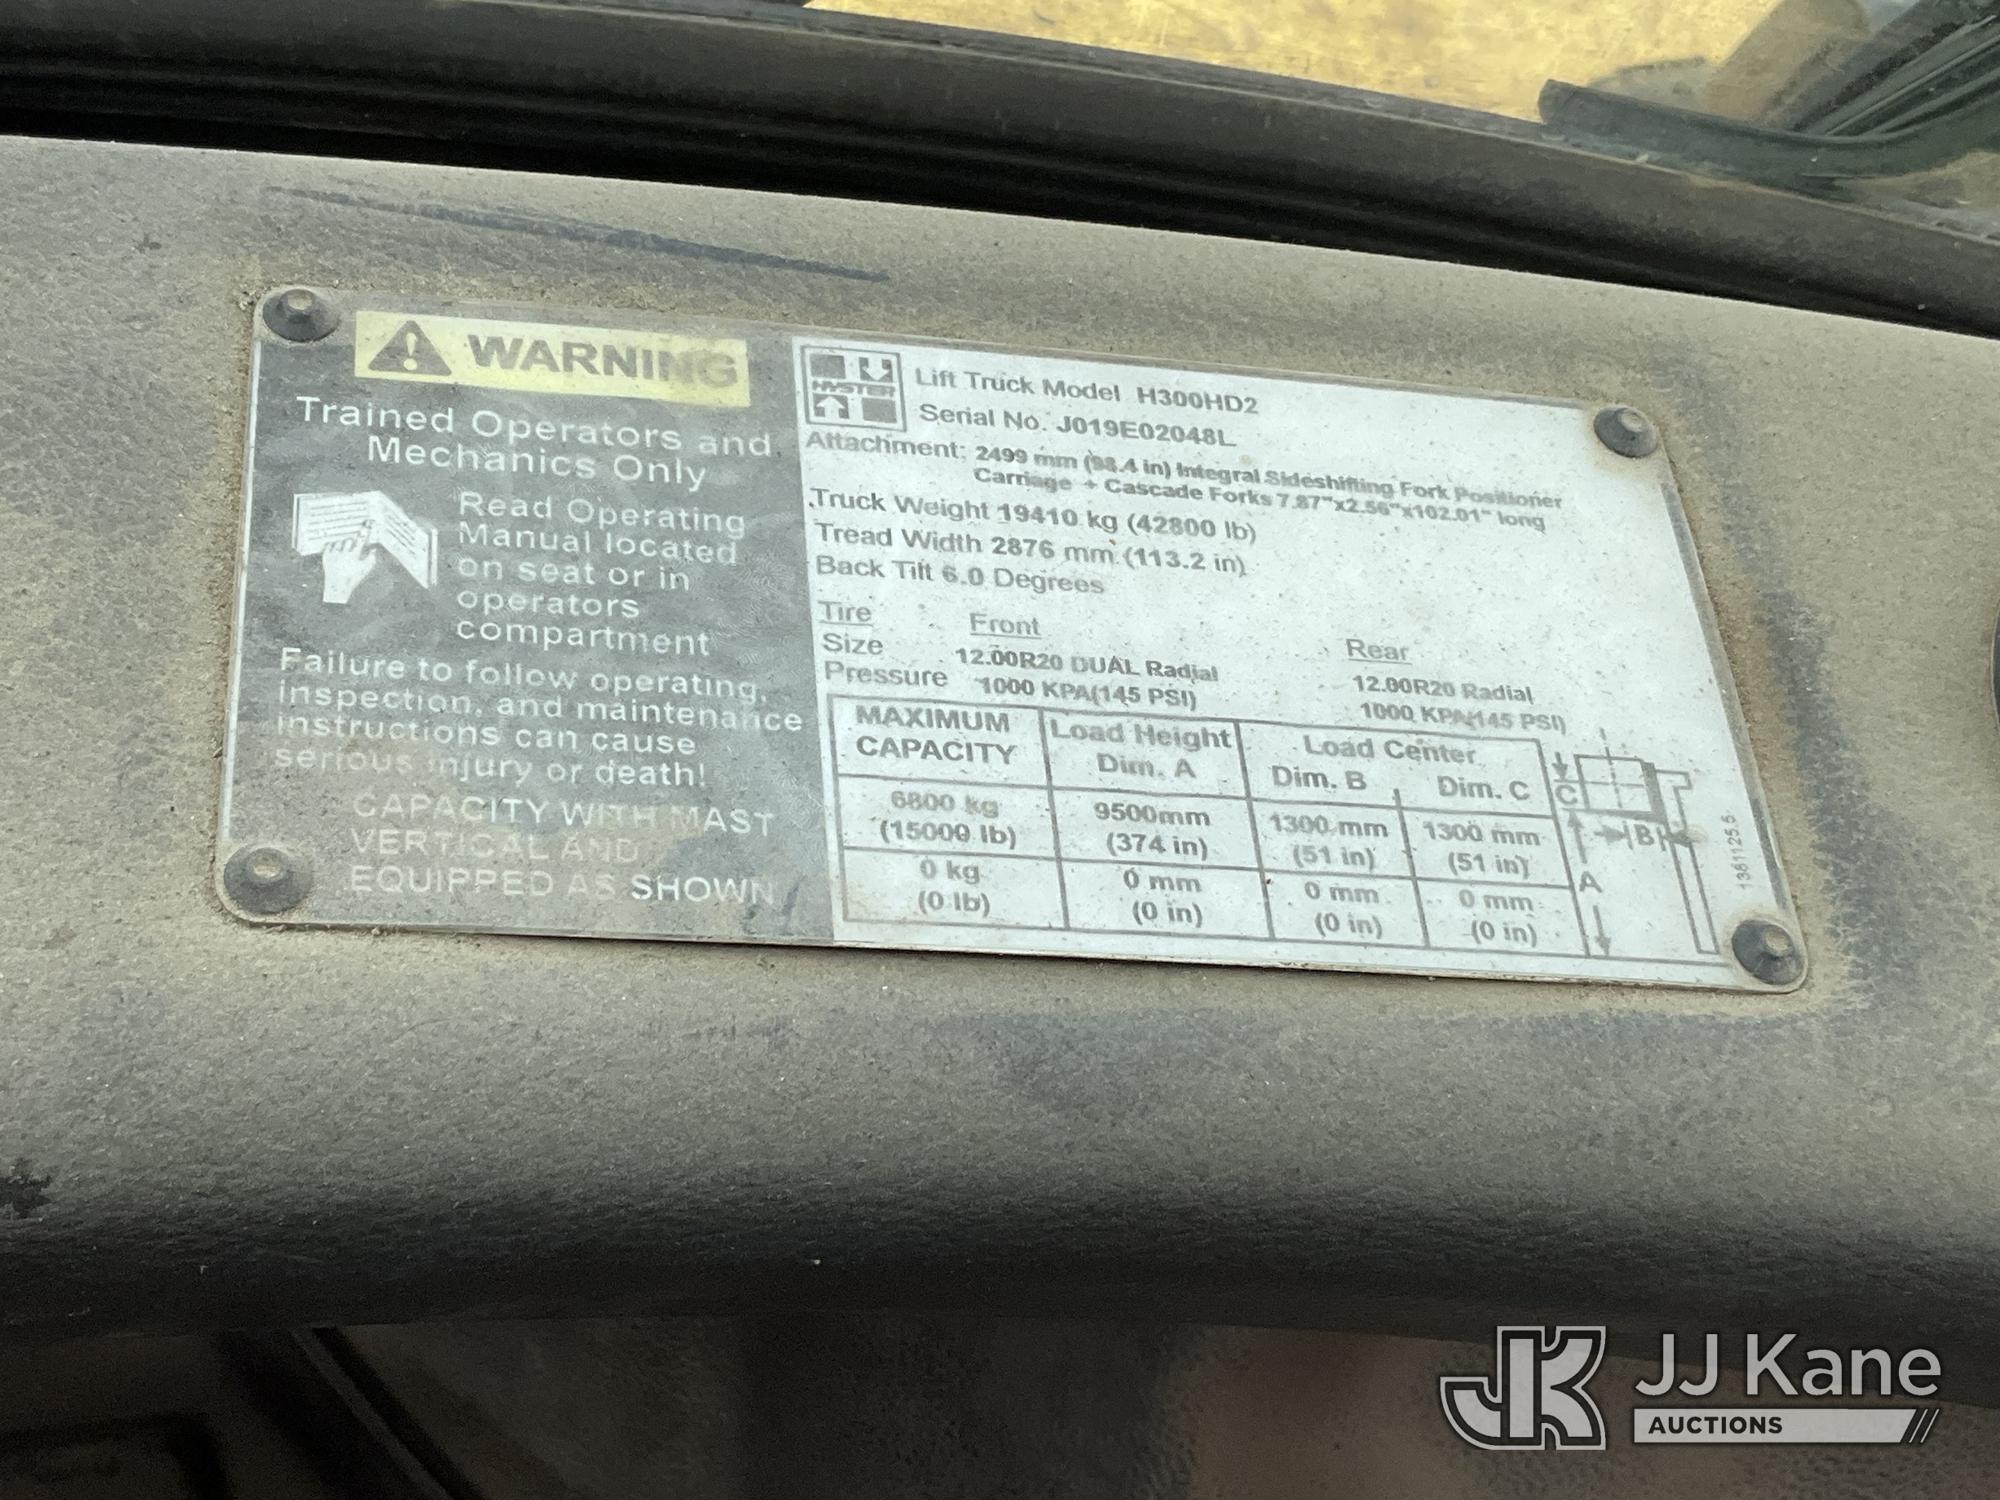 WARNING
Trained Operators and
Mechanics Only
Read Operating
Manual located
on seat or in
operators
compartment
Failure to follow operating,
inspection, and maintenance
instructions can cause
serious injury or death!
CAPACITY WITH MAST
VERTICAL AND
EQUIPPED AS SHOWN
HYSTER
Lift Truck Model H300HD2
Serial No. J019E02048L
Attachment: 2499 mm (98.4 in) Integral Sideshifting Fork Positioner
Carriage + Cascade Forks 7.87"x2.56"x102.01" long
Truck Weight 19410 kg (42800 lb)
Tread Width 2876 mm (113.2 in)
Back Tilt 6.0 Degrees
Tire Front Rear
Size 12.00R20 DUAL Radial 12.00R20 Radial
Pressure 1000 KPA(145 PSI) 1000 KPA(145 PSI)
MAXIMUM CAPACITY Load Height Dim. A Load Center Dim. B Dim. C
6800 kg 9500mm 1300 mm 1300 mm
(15000 lb) (374 in) (51 in) (51 in)
0 kg 0 mm 0 mm 0 mm
(0 lb) (0 in) (0 in) (0 in)
C
B
A
1361125.5
JK JJ Kane
AUCTIONS